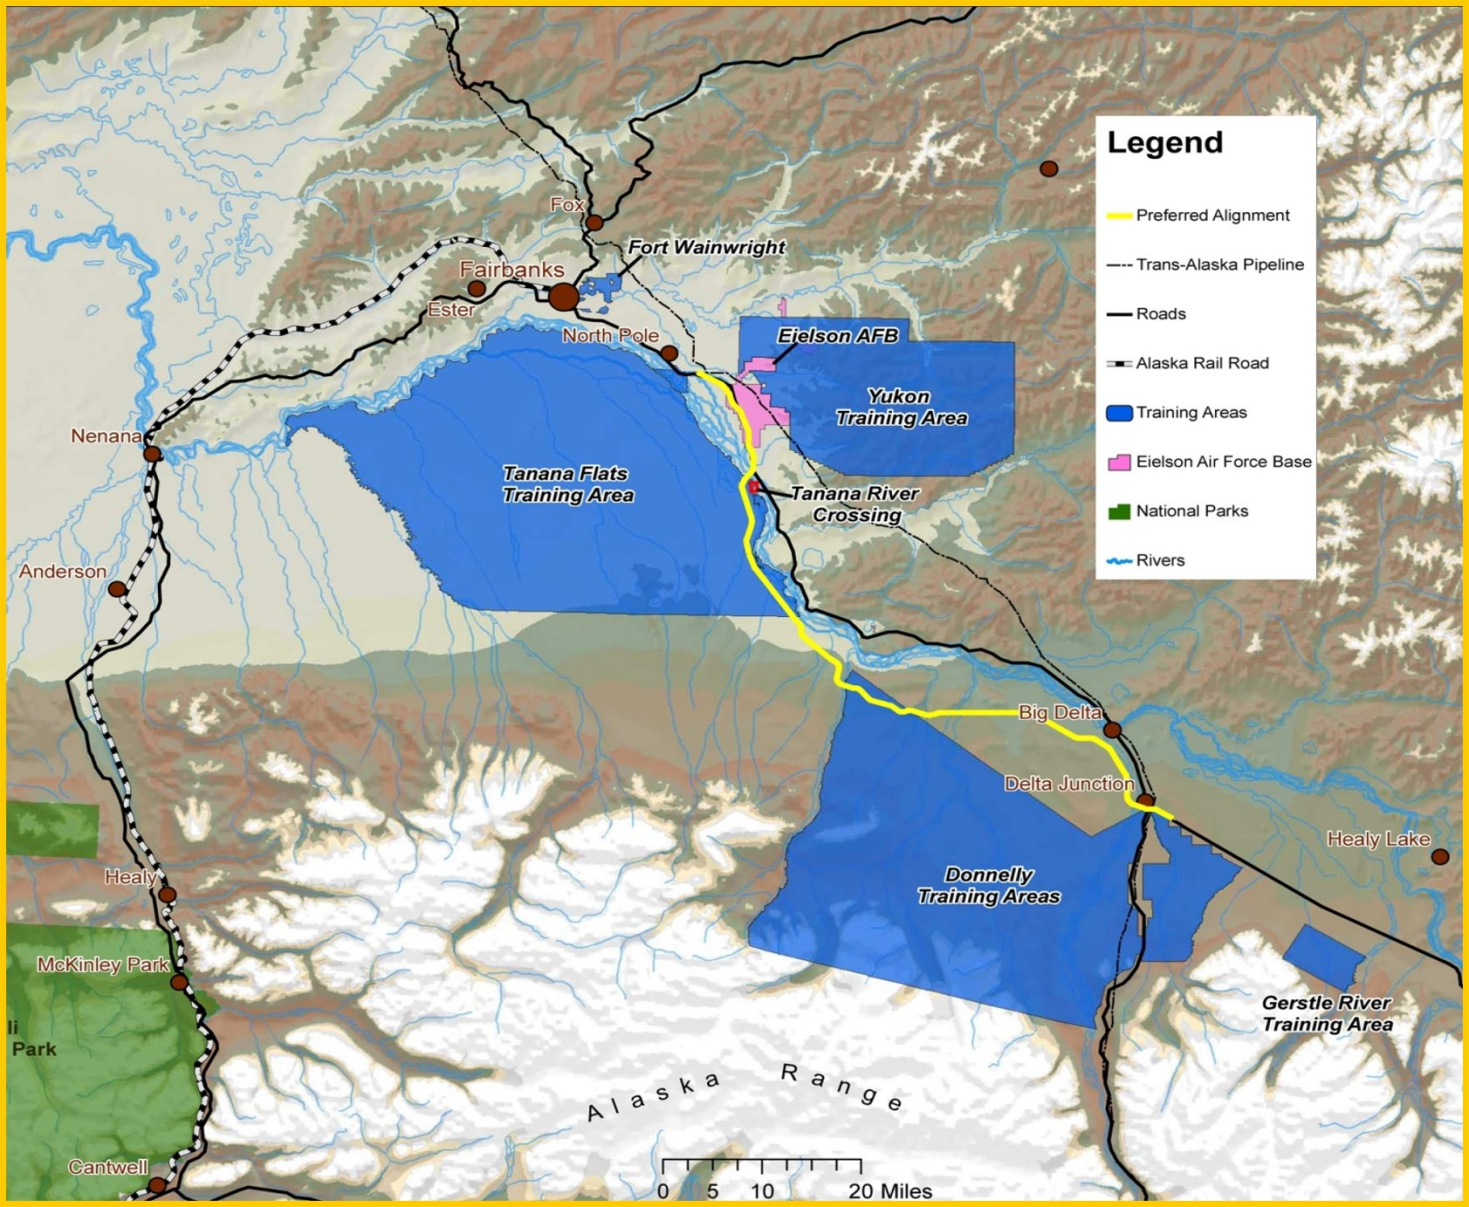 Legend
Preferred Alignment
Trans-Alaska Pipeline
Roads
Alaska Rail Road
Training Areas
Eielson Air Force Base
National Parks
Rivers
Fox
Fort Wainwright
Fairbanks
Ester
North Pole
Eielson AFB
Yukon
Training Area
Nenana
Tanana Flats
Training Area
Tanana River
Crossing
Anderson
Big Delta
Delta Junction
Healy Lake
Healy
Donnelly
Training Areas
McKinley Park
Gerstle River
Training Area
li
Park
Alaska Range
Cantwell
0 5 10 20 Miles